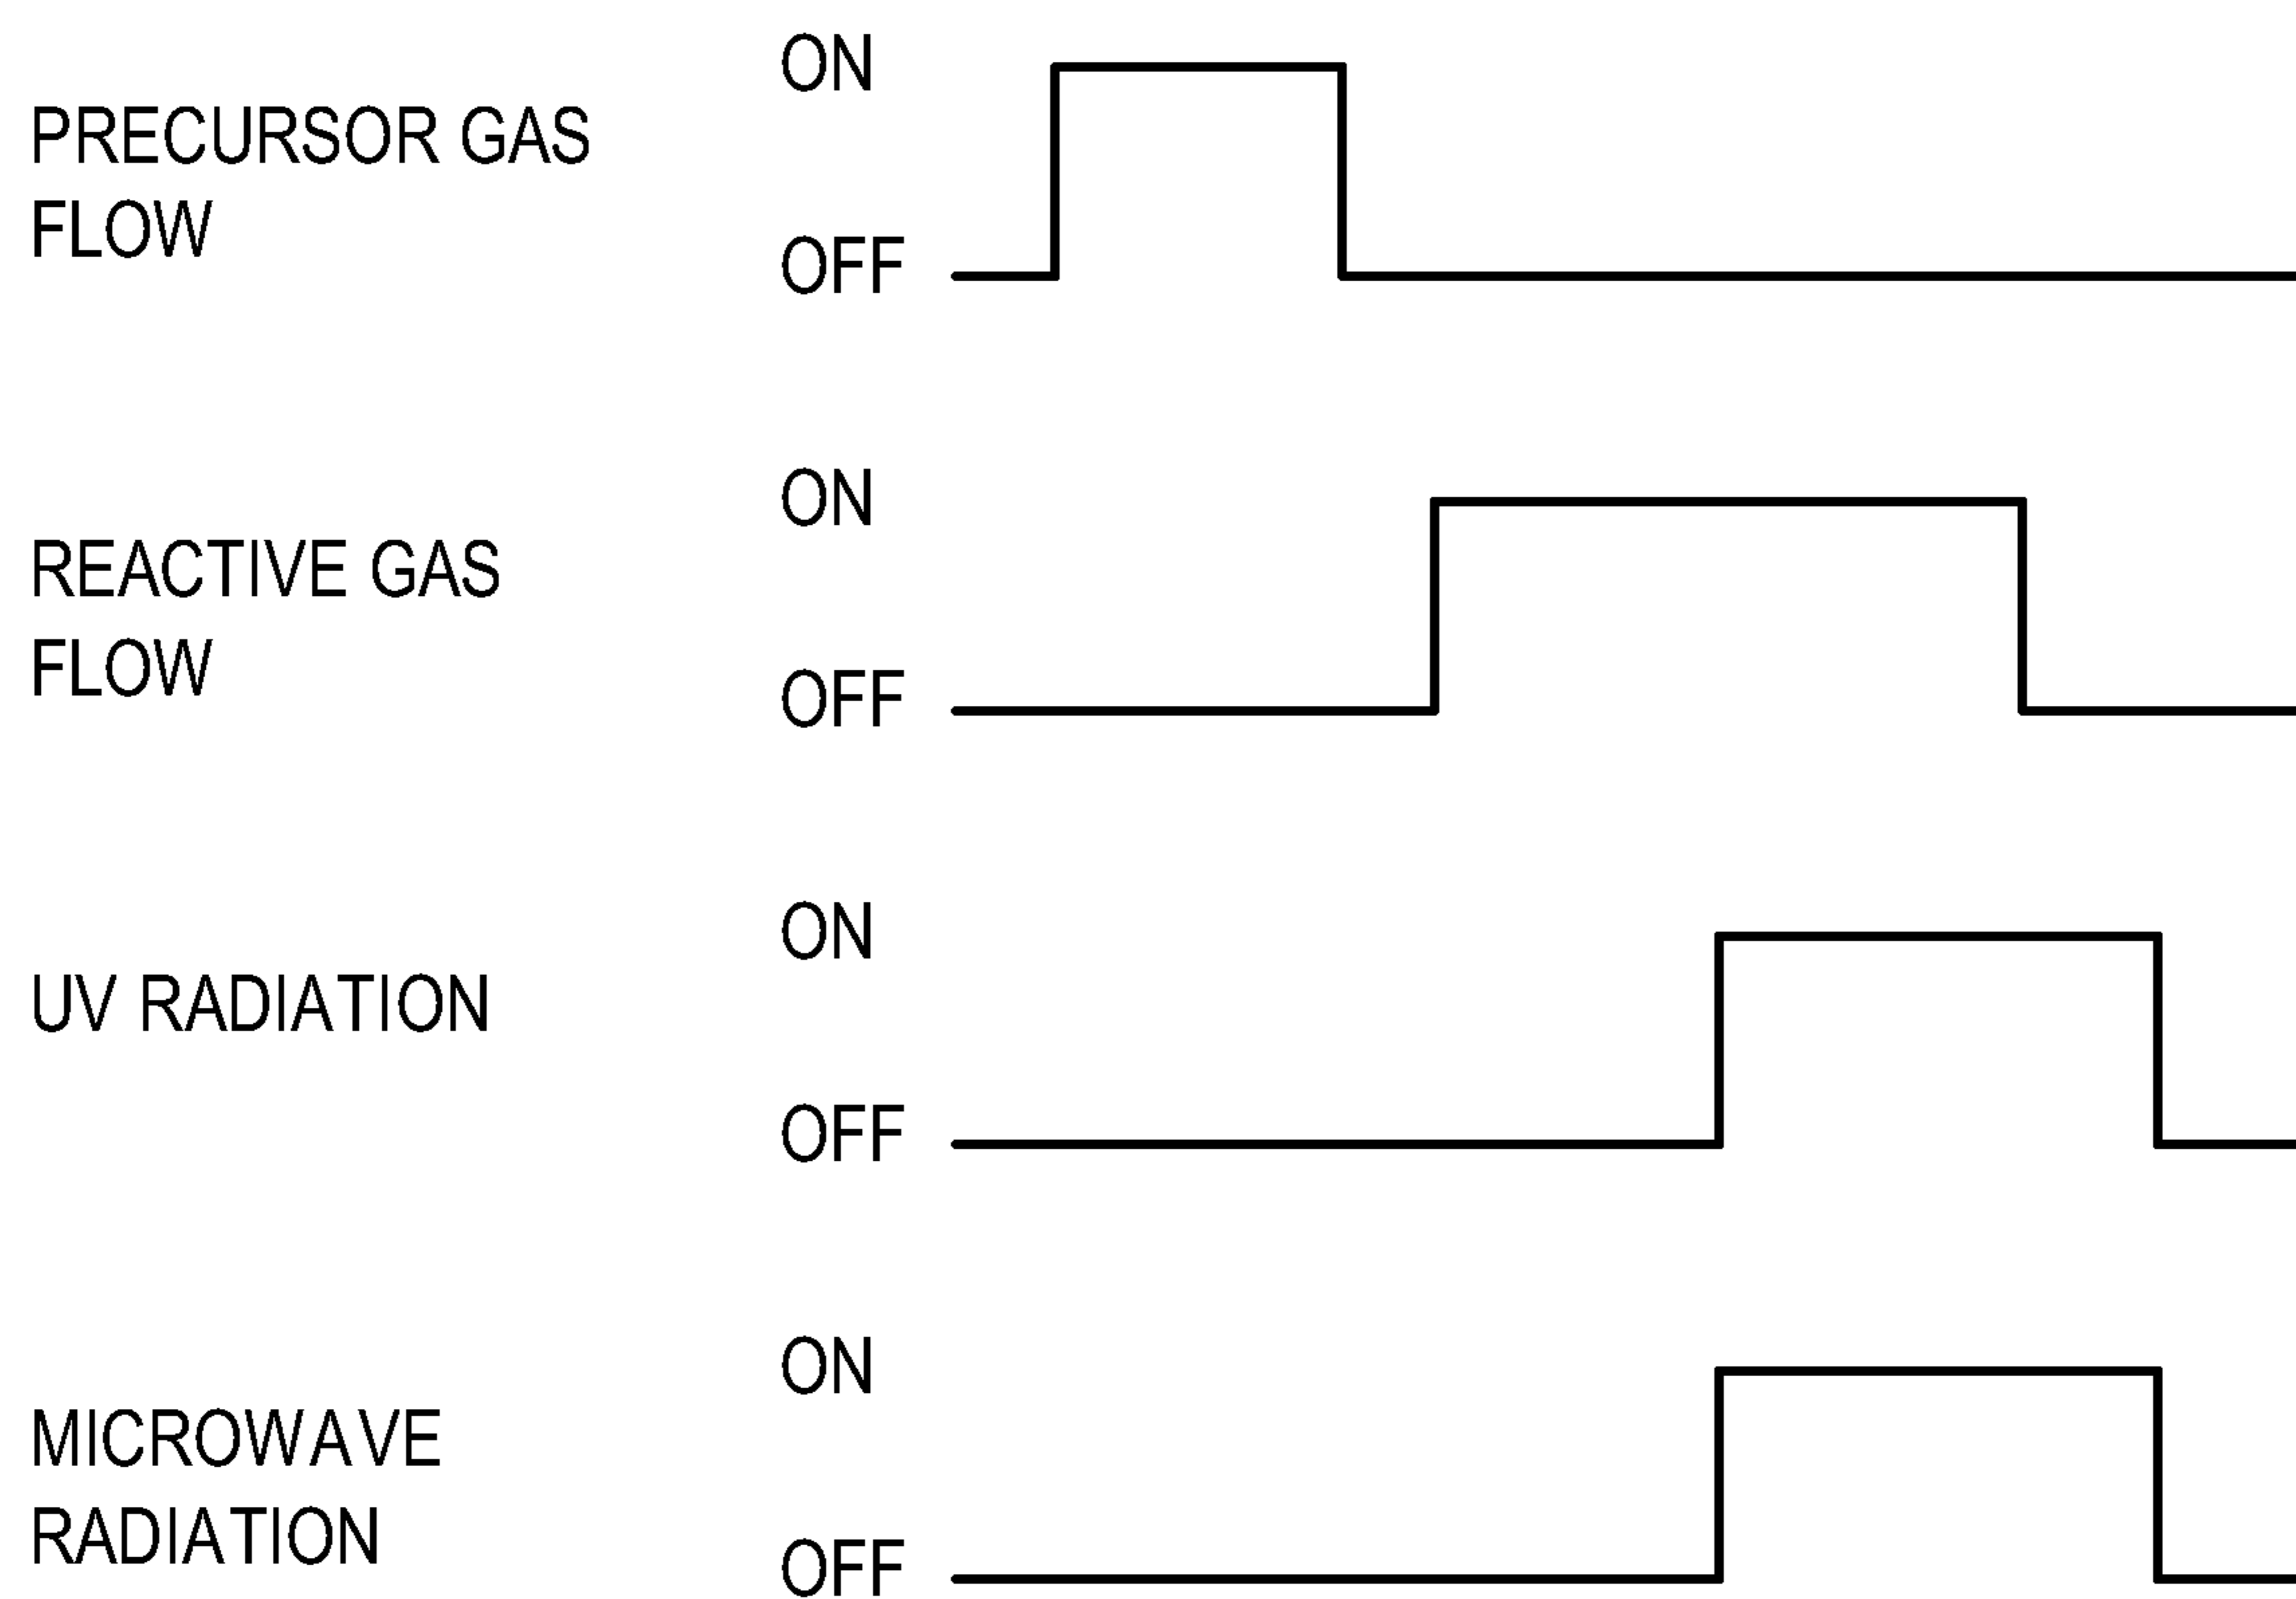 ON
PRECURSOR GAS
FLOW
OFF
ON
REACTIVE GAS
FLOW
OFF
ON
UV RADIATION
OFF
ON
MICROWAVE
RADIATION
OFF